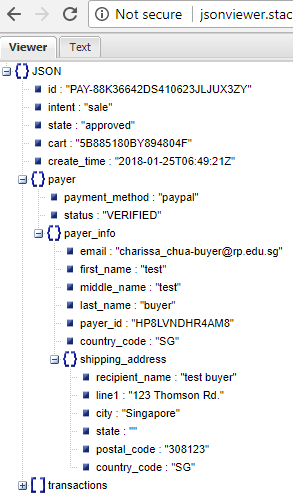 Not secure | jsonviewer.stac
Viewer Text
{} JSON
id : "PAY-88K36642DS410623JLJUX3ZY"
intent : "sale"
state : "approved"
cart : "5B885180BY894804F"
create_time : "2018-01-25T06:49:21Z"
{} payer
payment_method : "paypal"
status : "VERIFIED"
{} payer_info
email : "charissa_chua-buyer@rp.edu.sg"
first_name : "test"
middle_name : "test"
last_name : "buyer"
payer_id : "HP8LVNDHR4AM8"
country_code : "SG"
{} shipping_address
recipient_name : "test buyer"
line1 : "123 Thomson Rd."
city : "Singapore"
state : ""
postal_code : "308123"
country_code : "SG"
[] transactions